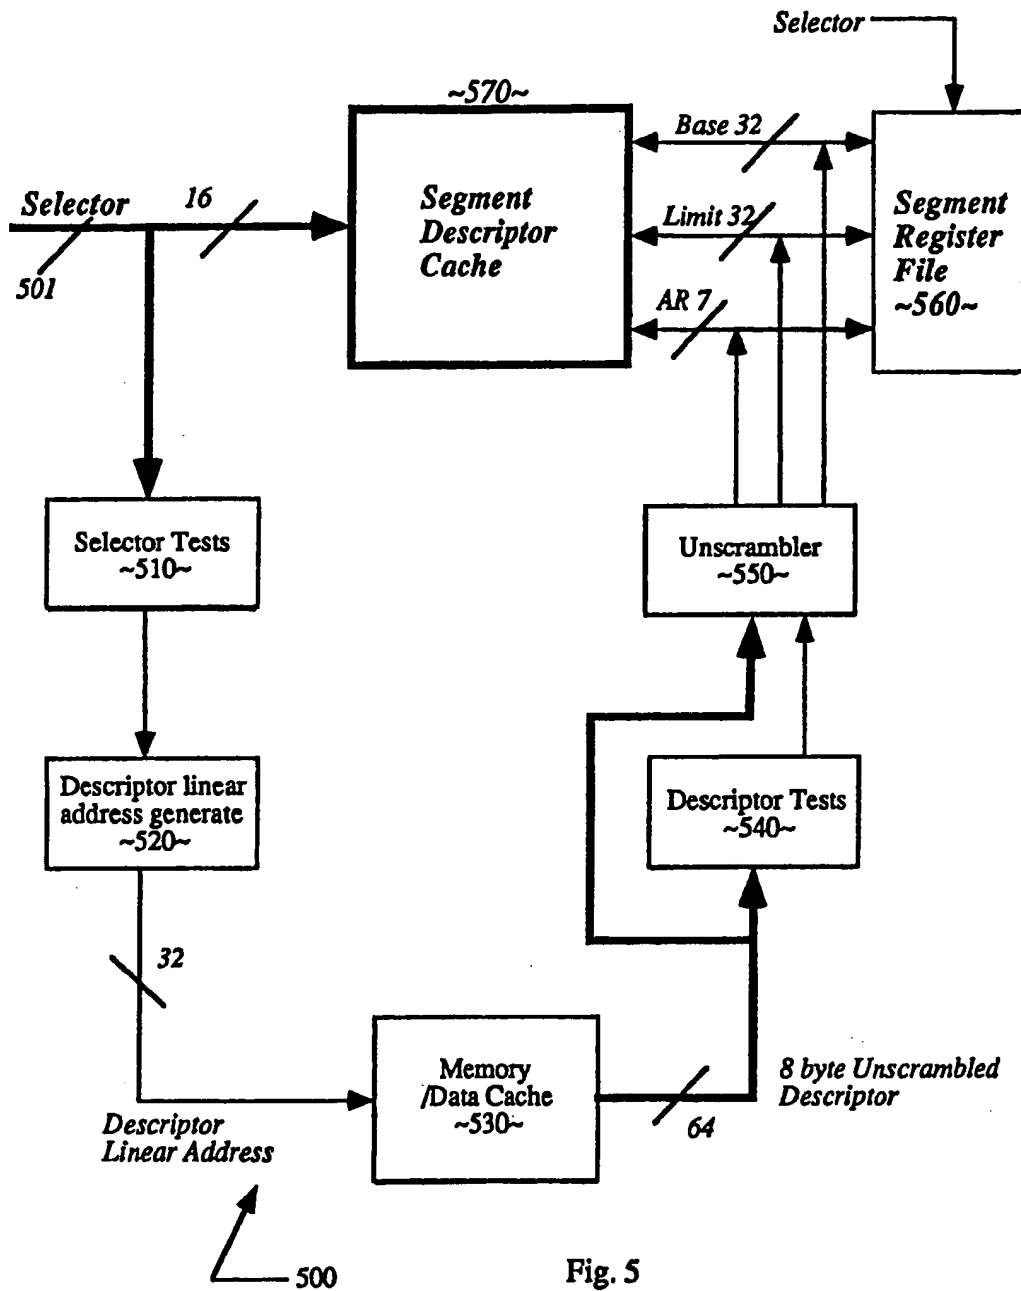 Selector
~570~
Base 32
Selector
16
501
Segment
Descriptor
Cache
Limit 32
AR 7
Segment
Register
File
~560~
Selector Tests
~510~
Unscrambler
~550~
Descriptor linear
address generate
~520~
Descriptor Tests
~540~
32
Memory
/Data Cache
~530~
64
8 byte Unscrambled
Descriptor
Descriptor
Linear Address
500
Fig. 5